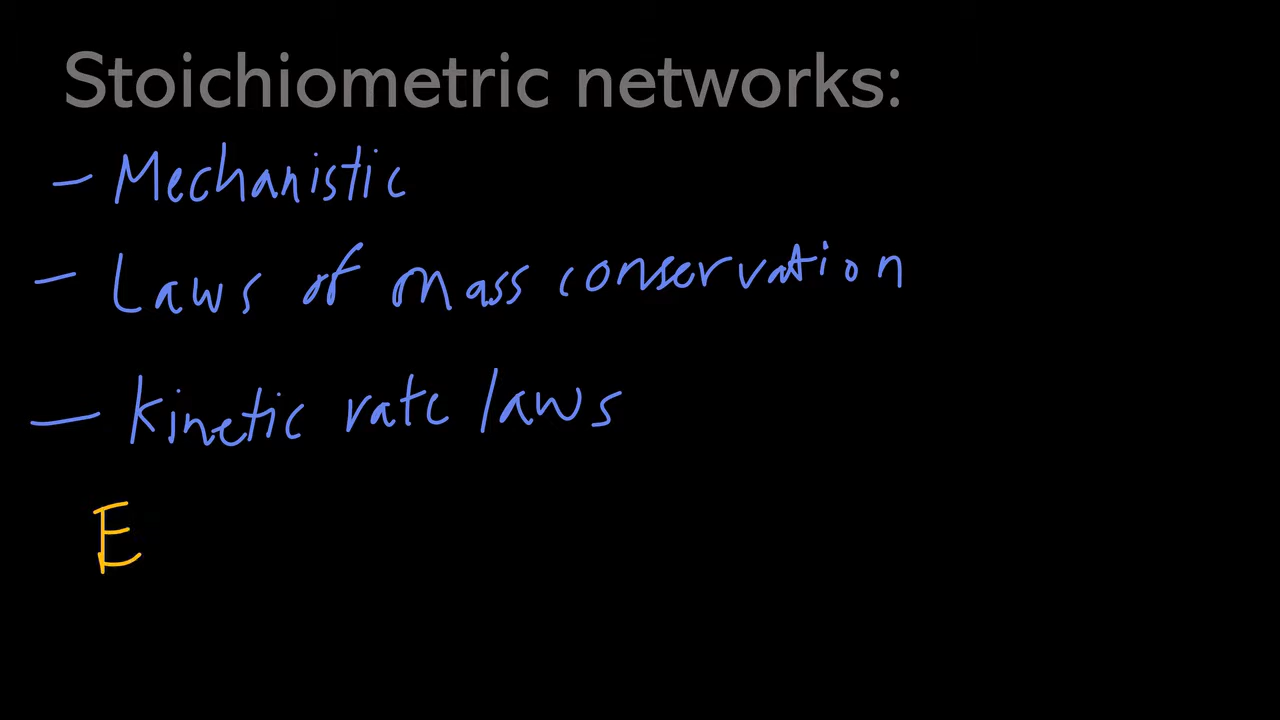 Stoichiometric networks:
- Mechanistic
- Laws of mass conservation
- Kinetic rate laws
E